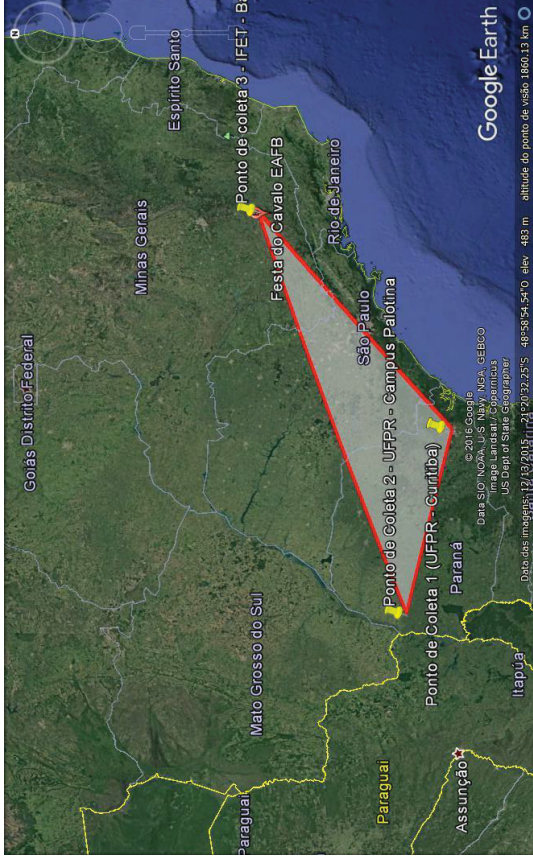 N
Goiás Distrito Federal
Minas Gerais
Espírito Santo
Ponto de coleta 3 - IFET - Ba
Festa do Cavalo EAFB
Mato Grosso do Sul
Rio de Janeiro
São Paulo
Ponto de Coleta 2 - UFPR - Campus Palotina
Ponto de Coleta 1 (UFPR - Curitiba)
Paraguai
Paraguai
Paraná
Assunção
Itapúa
© 2016 Google
Data SIO, NOAA, U.S. Navy, NGA, GEBCO
Image Landsat / Copernicus
US Dept of State Geographer
Google Earth
Data das imagens: 12/13/2015 21°20'32.25"S 48°58'54.54"O elev 483 m altitude do ponto de visão 1860.13 km